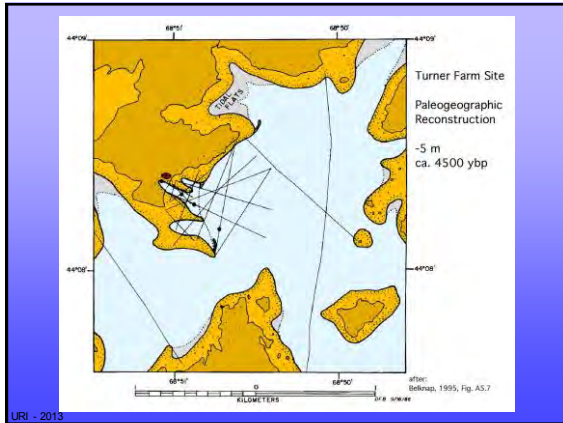 68°51'
68°50'
44°09'
44°09'
Turner Farm Site
Paleogeographic
Reconstruction
-5 m
ca. 4500 ybp
TIDAL
FLATS
44°08'
44°08'
68°51'
68°50'
0
KILOMETERS
after:
Belknap, 1995, Fig. A5.7
URI - 2013